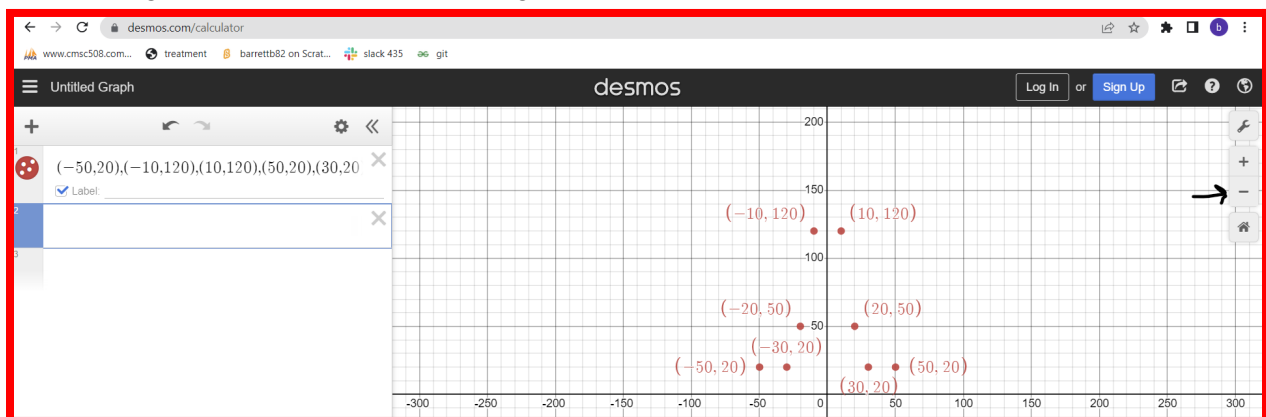 desmos.com/calculator b
www.cmsc508.com... treatment barrettb82 on Scrat... slack 435 git
Untitled Graph desmos Log In or Sign Up
1
(−50,20),(−10,120),(10,120),(50,20),(30,20
Label:
2
3
200
150
(−10, 120) (10, 120)
100
(−20, 50) (20, 50)
50
(−30, 20)
(−50, 20) (50, 20)
(30, 20)
-300 -250 -200 -150 -100 -50 0 50 100 150 200 250 300